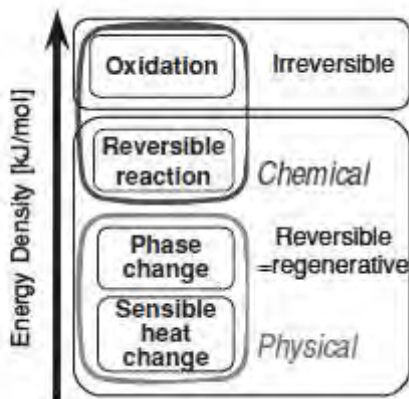 Energy Density [kJ/mol]
Oxidation
Irreversible
Reversible
reaction
Chemical
Phase
change
Reversible
=regenerative
Sensible
heat
change
Physical